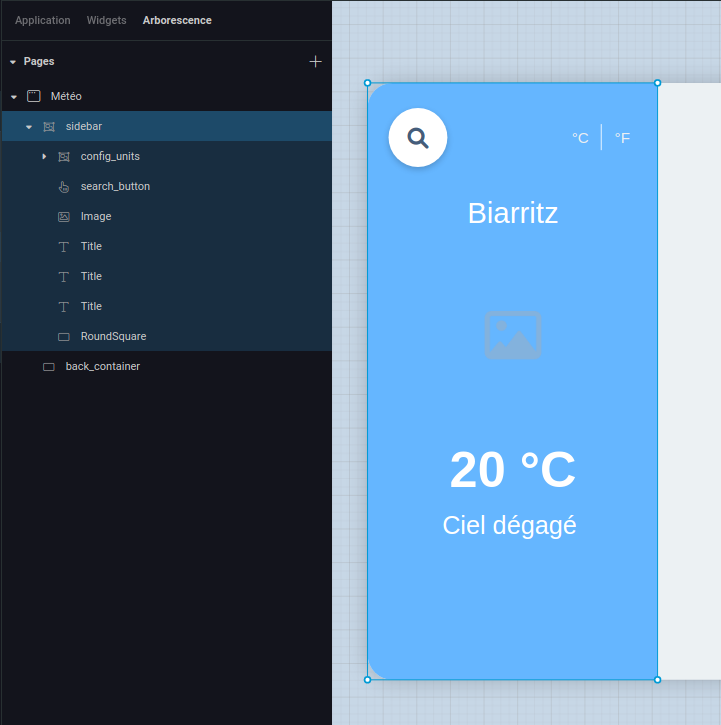 Application Widgets Arborescence
Pages
Météo
sidebar
config_units
search_button
Image
Title
Title
Title
RoundSquare
back_container
°C °F
Biarritz
20 °C
Ciel dégagé